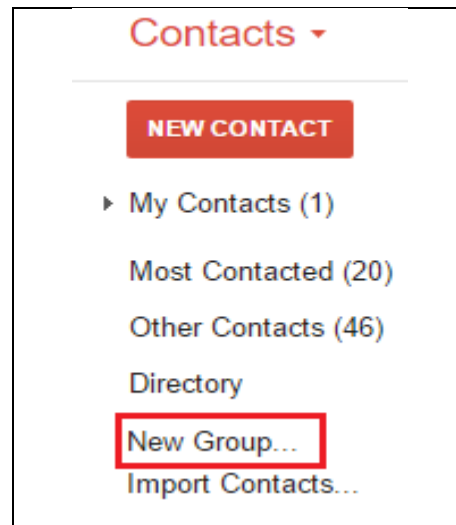 Contacts
NEW CONTACT
My Contacts (1)
Most Contacted (20)
Other Contacts (46)
Directory
New Group...
Import Contacts...